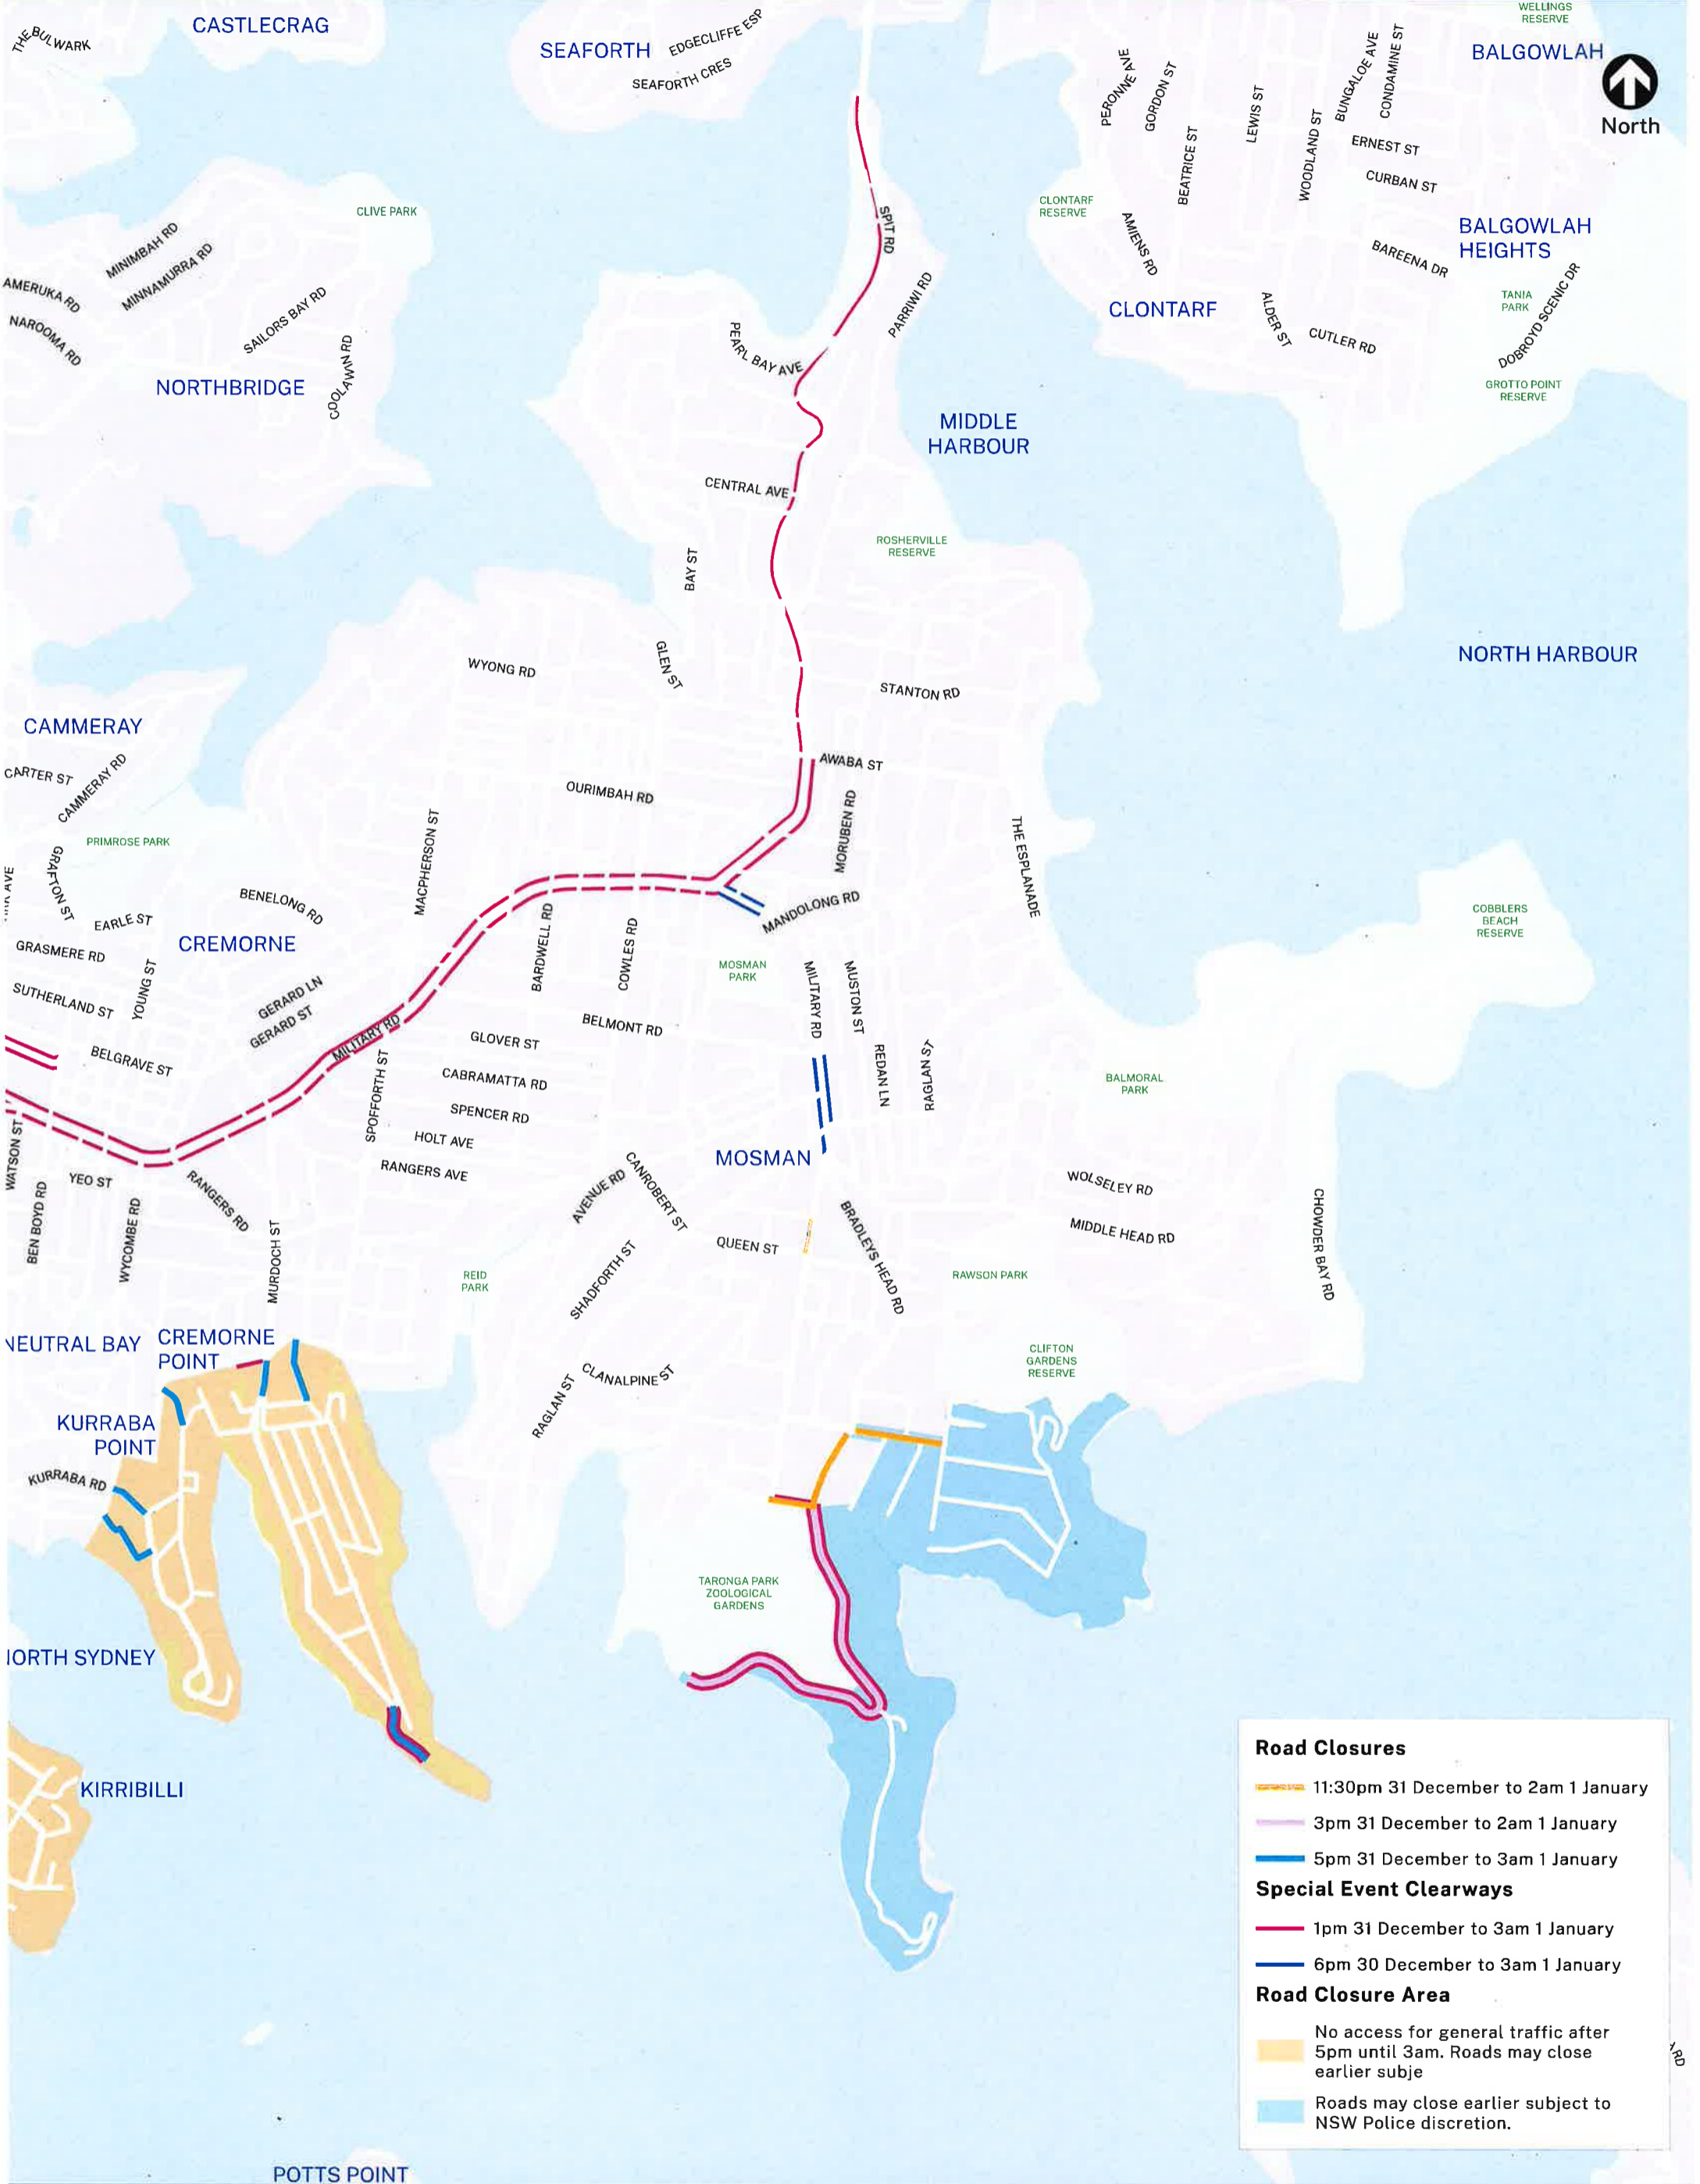 THE BULWARK
CASTLECRAG
SEAFORTH
EDGECLIFFE ESP
SEAFORTH CRES
WELLINGS
RESERVE
BALGOWLAH
North
PERONNE AVE
GORDON ST
BEATRICE ST
LEWIS ST
WOODLAND ST
BUNGALOE AVE
CONDAMINE ST
ERNEST ST
CURBAN ST
CLIVE PARK
CLONTARF
RESERVE
AMIENS RD
BALGOWLAH
HEIGHTS
BAREENA DR
MINIMBAH RD
MINNAMURRA RD
AMERUKA RD
NAROOMA RD
SAILORS BAY RD
COOLAWN RD
NORTHBRIDGE
SPIT RD
PARRIWI RD
PEARL BAY AVE
CLONTARF
ALDER ST
CUTLER RD
TANIA
PARK
DOBROYD SCENIC DR
GROTTO POINT
RESERVE
MIDDLE
HARBOUR
CENTRAL AVE
BAY ST
ROSHERVILLE
RESERVE
WYONG RD
GLEN ST
STANTON RD
NORTH HARBOUR
CAMMERAY
CARTER ST
CAMMERAY RD
AWABA ST
OURIMBAH RD
PRIMROSE PARK
MACPHERSON ST
MORUBEN RD
THE ESPLANADE
AVE
GRAFTON ST
EARLE ST
BENELONG RD
MANDOLONG RD
COBBLERS
BEACH
RESERVE
GRASMERE RD
CREMORNE
BARDWELL RD
COWLES RD
MOSMAN
PARK
MILITARY RD
MUSTON ST
SUTHERLAND ST
YOUNG ST
GERARD LN
GERARD ST
MILITARY RD
GLOVER ST
BELMONT RD
BELGRAVE ST
SPOFFORTH ST
CABRAMATTA RD
SPENCER RD
HOLT AVE
RANGERS AVE
REDAN LN
RAGLAN ST
BALMORAL
PARK
MOSMAN
WATSON ST
BEN BOYD RD
YEO ST
WYCOMBE RD
RANGERS RD
MURDOCH ST
AVENUE RD
CANROBERT ST
QUEEN ST
SHADFORTH ST
BRADLEYS HEAD RD
WOLSELEY RD
MIDDLE HEAD RD
CHOWDER BAY RD
REID
PARK
RAWSON PARK
NEUTRAL BAY
CREMORNE
POINT
CLANALPINE ST
RAGLAN ST
CLIFTON
GARDENS
RESERVE
KURRABA
POINT
KURRABA RD
TARONGA PARK
ZOOLOGICAL
GARDENS
NORTH SYDNEY
KIRRIBILLI
POTTS POINT
Road Closures
11:30pm 31 December to 2am 1 January
3pm 31 December to 2am 1 January
5pm 31 December to 3am 1 January
Special Event Clearways
1pm 31 December to 3am 1 January
6pm 30 December to 3am 1 January
Road Closure Area
No access for general traffic after
5pm until 3am. Roads may close
earlier subje
Roads may close earlier subject to
NSW Police discretion.
RD